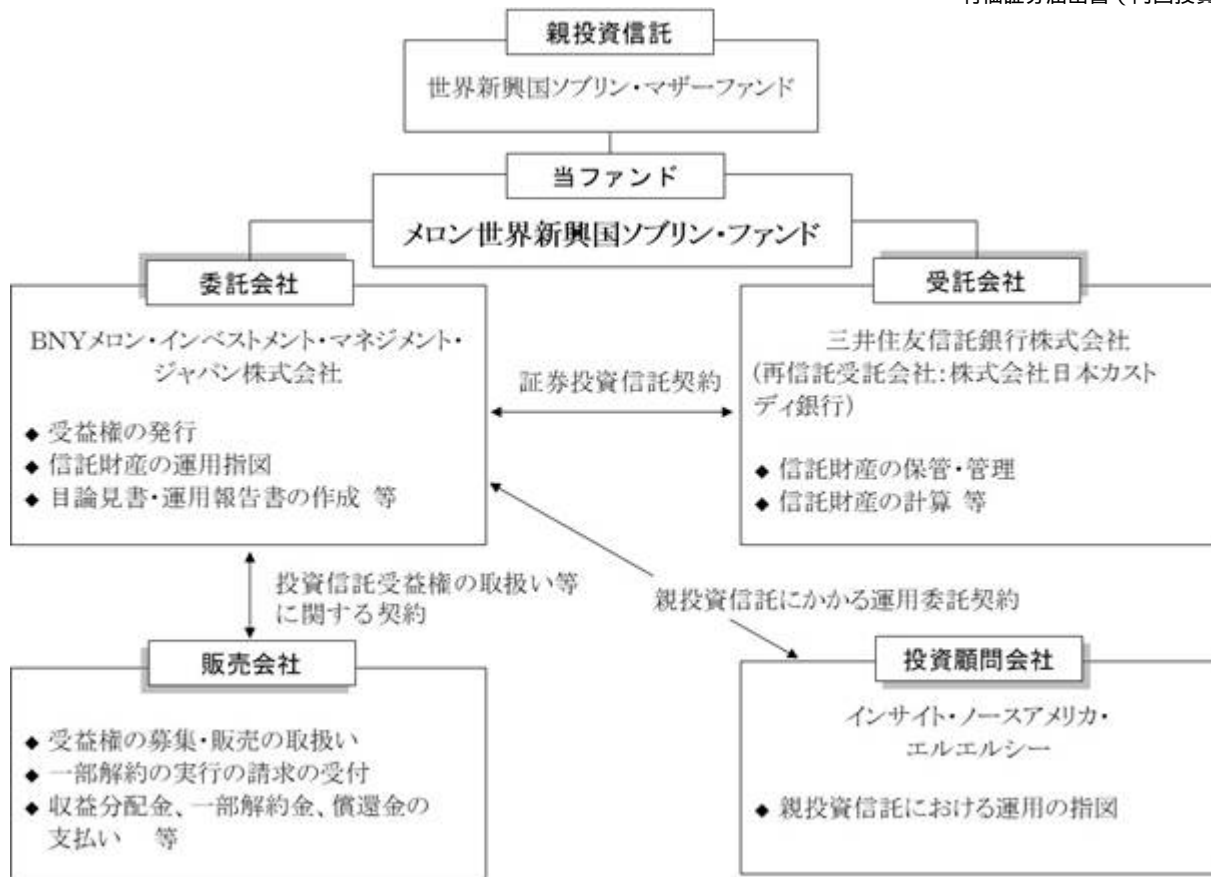 親投資信託
世界新興国ソブリン・マザーファンド
当ファンド
メロン世界新興国ソブリン・ファンド
委託会社
BNYメロン・インベストメント・マネジメント・
ジャパン株式会社
◆ 受益権の発行
◆ 信託財産の運用指図
◆ 目論見書・運用報告書の作成 等
証券投資信託契約
受託会社
三井住友信託銀行株式会社
(再信託受託会社:株式会社日本カスト
ディ銀行)
◆ 信託財産の保管・管理
◆ 信託財産の計算 等
投資信託受益権の取扱い等
に関する契約
親投資信託にかかる運用委託契約
販売会社
◆ 受益権の募集・販売の取扱い
◆ 一部解約の実行の請求の受付
◆ 収益分配金、一部解約金、償還金の
支払い 等
投資顧問会社
インサイト・ノースアメリカ・
エルエルシー
◆ 親投資信託における運用の指図